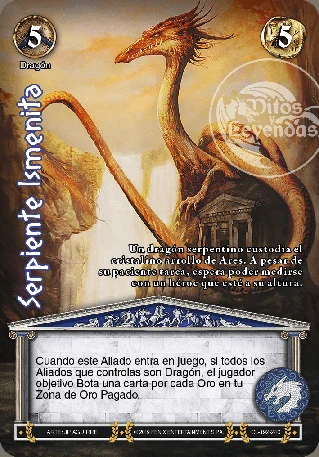 5
5
Dragón
Mitos y
Leyendas
Serpiente Ismenita
Un dragón serpentino custodia el
cristalino arrollo de Ares. A pesar de
su paciente tarea, espera poder medirse
con un héroe que esté a su altura.
Cuando este Aliado entra en juego, si todos los
Aliados que controlas son Dragón, el jugador
objetivo Bota una carta por cada Oro en tu
Zona de Oro Pagado.